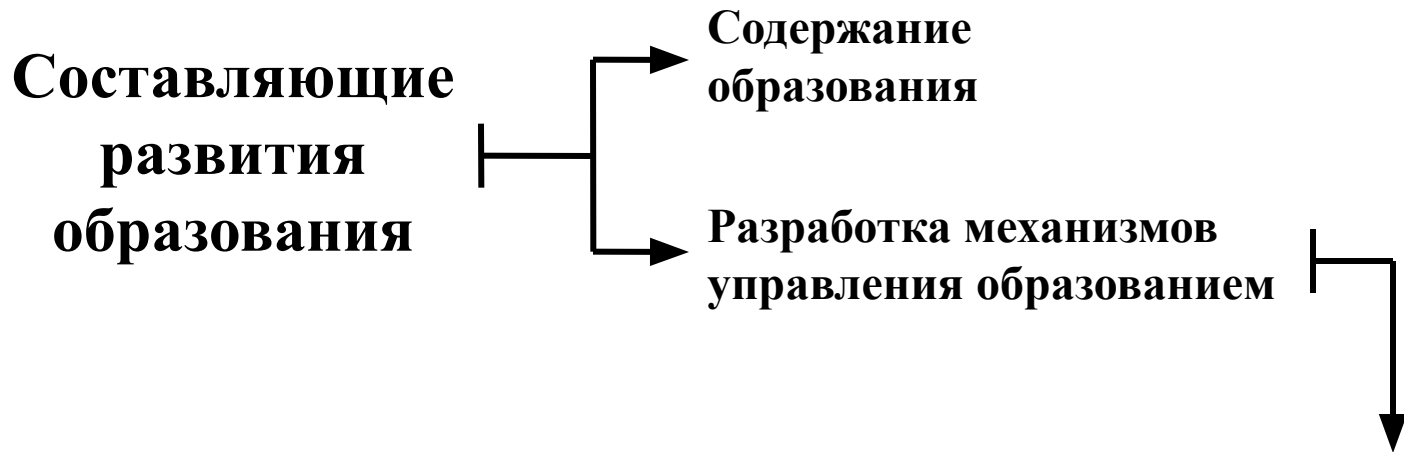 Составляющие
развития
образования
Содержание
образования
Разработка механизмов
управления образованием